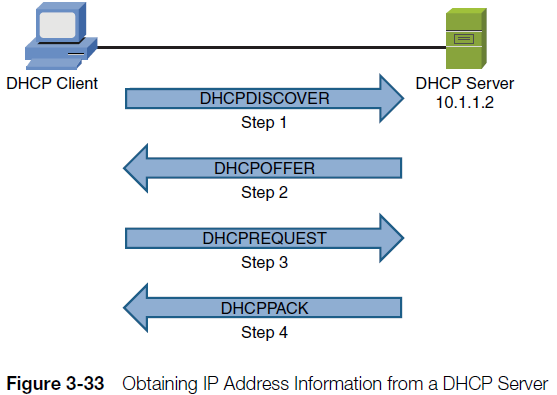 DHCP Client
DHCP Server
10.1.1.2
DHCPDISCOVER
Step 1
DHCPOFFER
Step 2
DHCPREQUEST
Step 3
DHCPPACK
Step 4
Figure 3-33 Obtaining IP Address Information from a DHCP Server